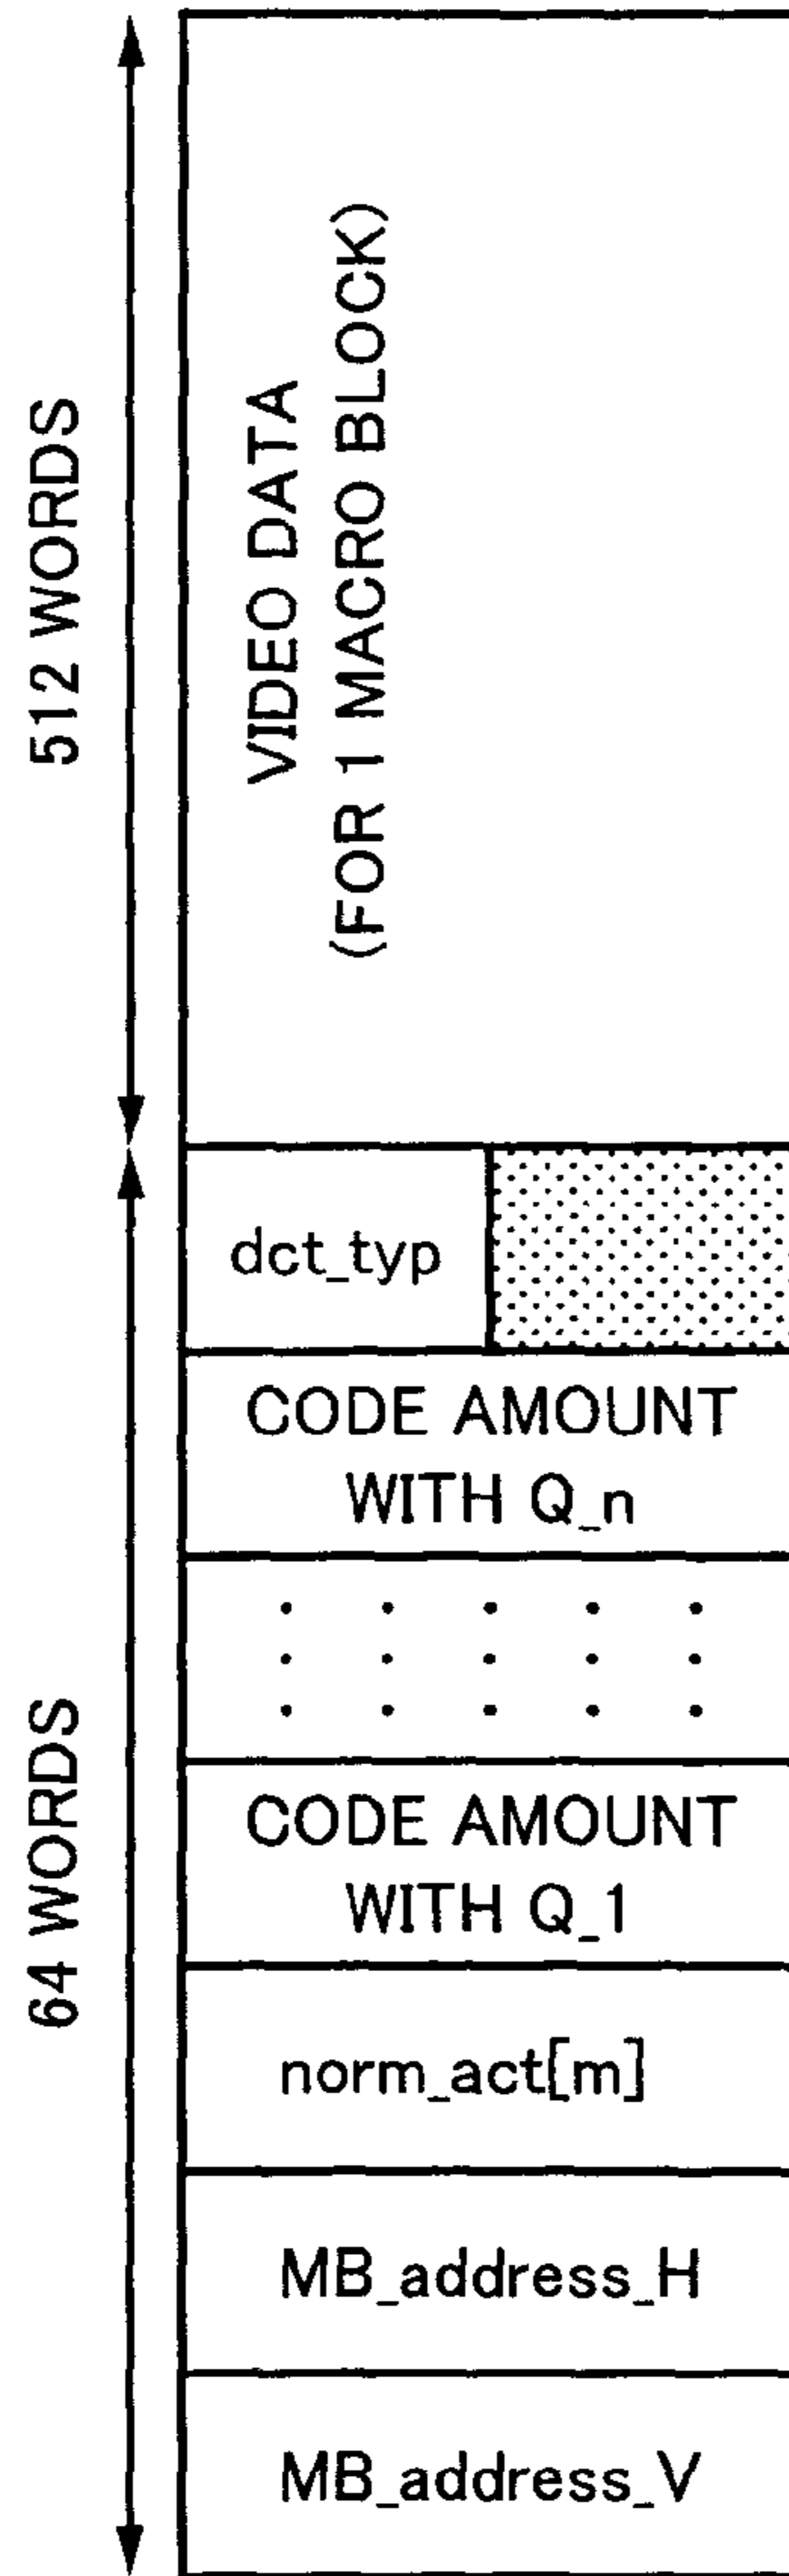 512 WORDS
VIDEO DATA
(FOR 1 MACRO BLOCK)
64 WORDS
dct_typ
CODE AMOUNT
WITH Q_n
CODE AMOUNT
WITH Q_1
norm_act[m]
MB_address_H
MB_address_V